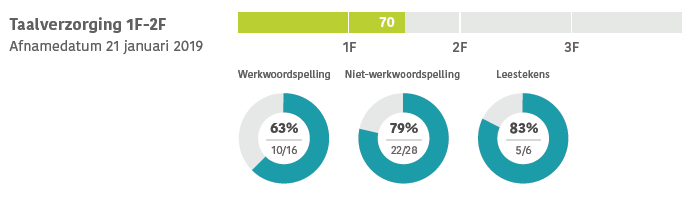 Taalverzorging 1F-2F
Afnamedatum 21 januari 2019
70
1F 2F 3F
Werkwoordspelling Niet-werkwoordspelling Leestekens
63% 79% 83%
10/16 22/28 5/6